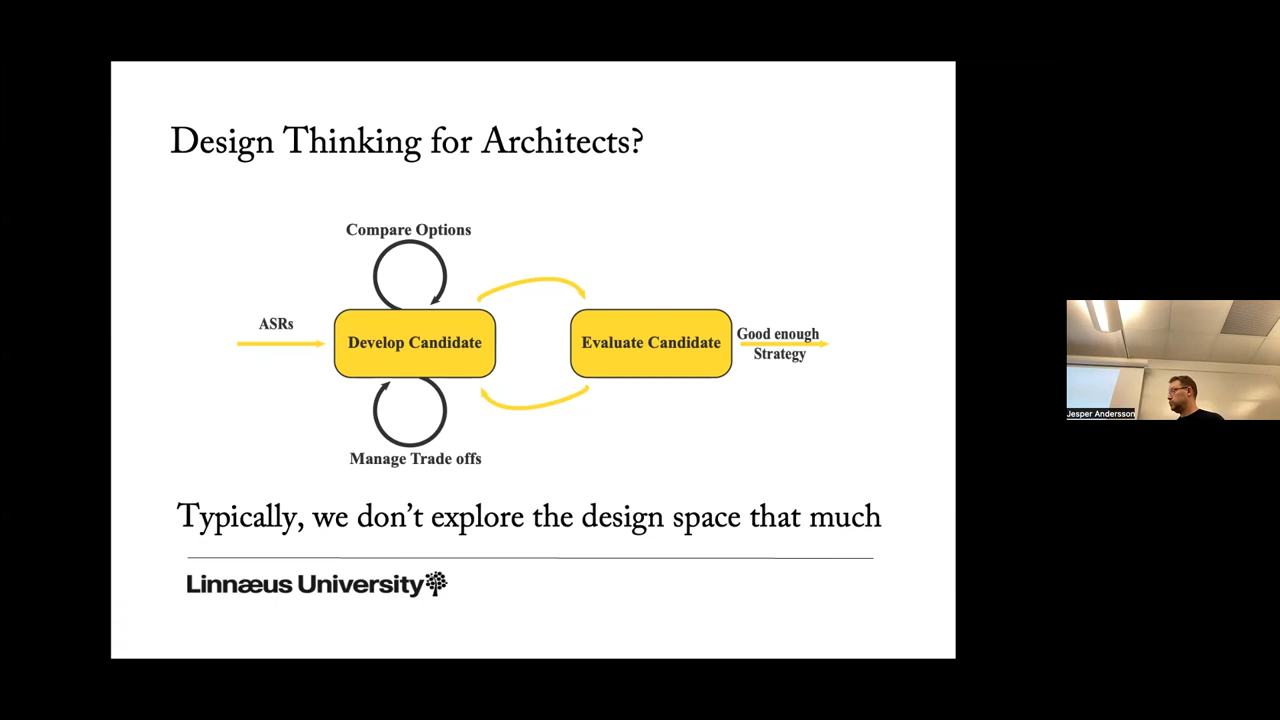 Design Thinking for Architects?
Compare Options
ASRs
Develop Candidate
Evaluate Candidate
Good enough
Strategy
Manage Trade offs
Typically, we don't explore the design space that much
Linnæus University
Jesper Andersson